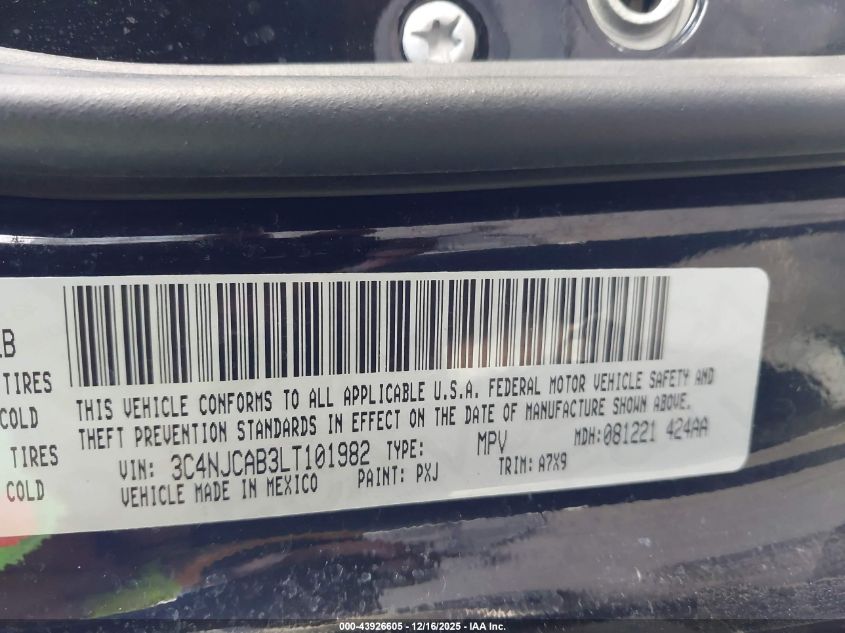 LB
TIRES
COLD
TIRES
COLD
THIS VEHICLE CONFORMS TO ALL APPLICABLE U.S.A. FEDERAL MOTOR VEHICLE SAFETY AND
THEFT PREVENTION STANDARDS IN EFFECT ON THE DATE OF MANUFACTURE SHOWN ABOVE.
VIN: 3C4NJCAB3LT101982 TYPE: MPV MDH:081221 424AA
VEHICLE MADE IN MEXICO PAINT: PXJ TRIM: A7X9
000-43926605 - 12/16/2025 - IAA Inc.